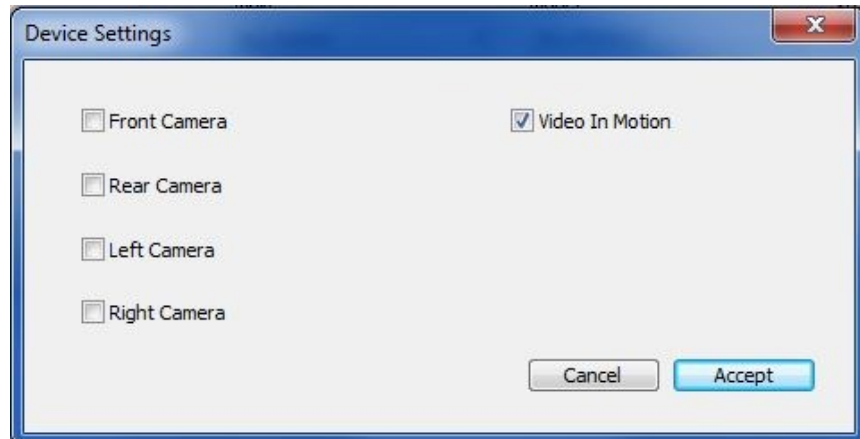 Device Settings
Front Camera
Video In Motion
Rear Camera
Left Camera
Right Camera
Cancel
Accept